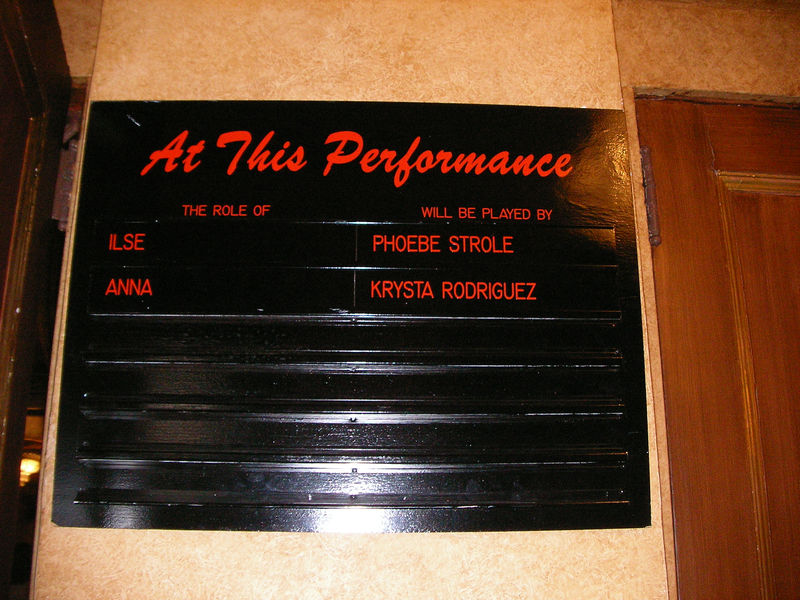 At This Performance
THE ROLE OF WILL BE PLAYED BY
ILSE PHOEBE STROLE
ANNA KRYSTA RODRIGUEZ